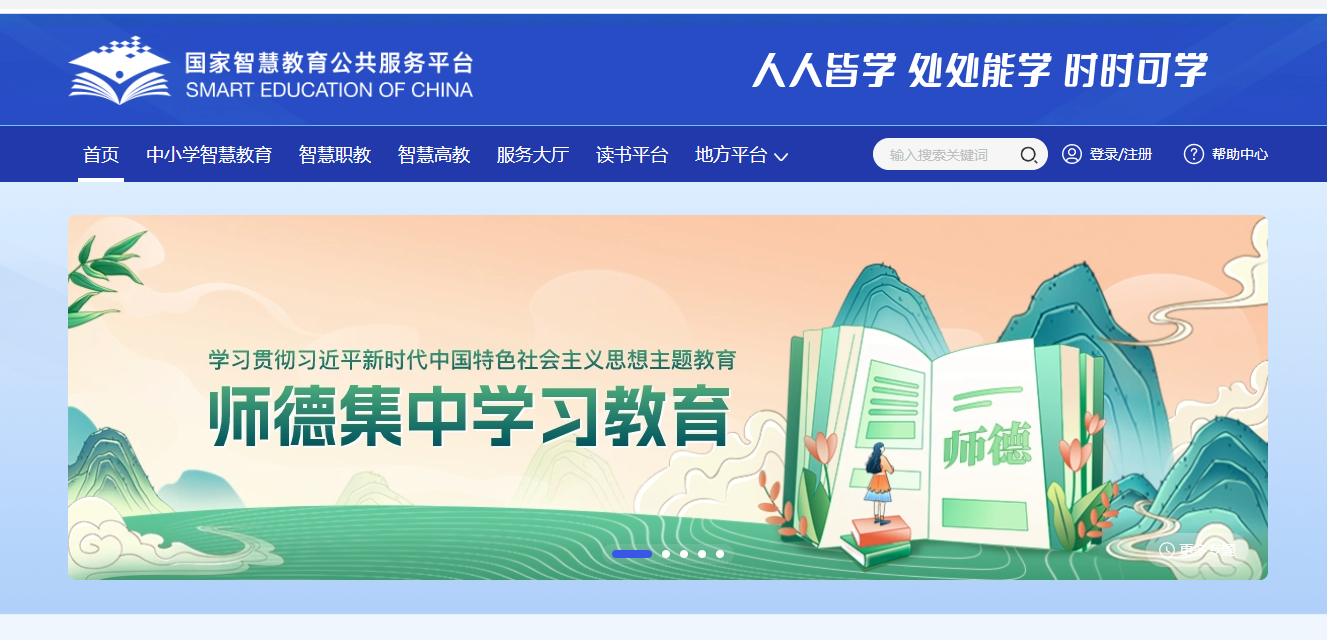 国家智慧教育公共服务平台
SMART EDUCATION OF CHINA
人人皆学 处处能学 时时可学
首页 中小学智慧教育 智慧职教 智慧高教 服务大厅 读书平台 地方平台 输入搜索关键词 登录/注册 帮助中心
学习贯彻习近平新时代中国特色社会主义思想主题教育
师德集中学习教育
师德
更多专题